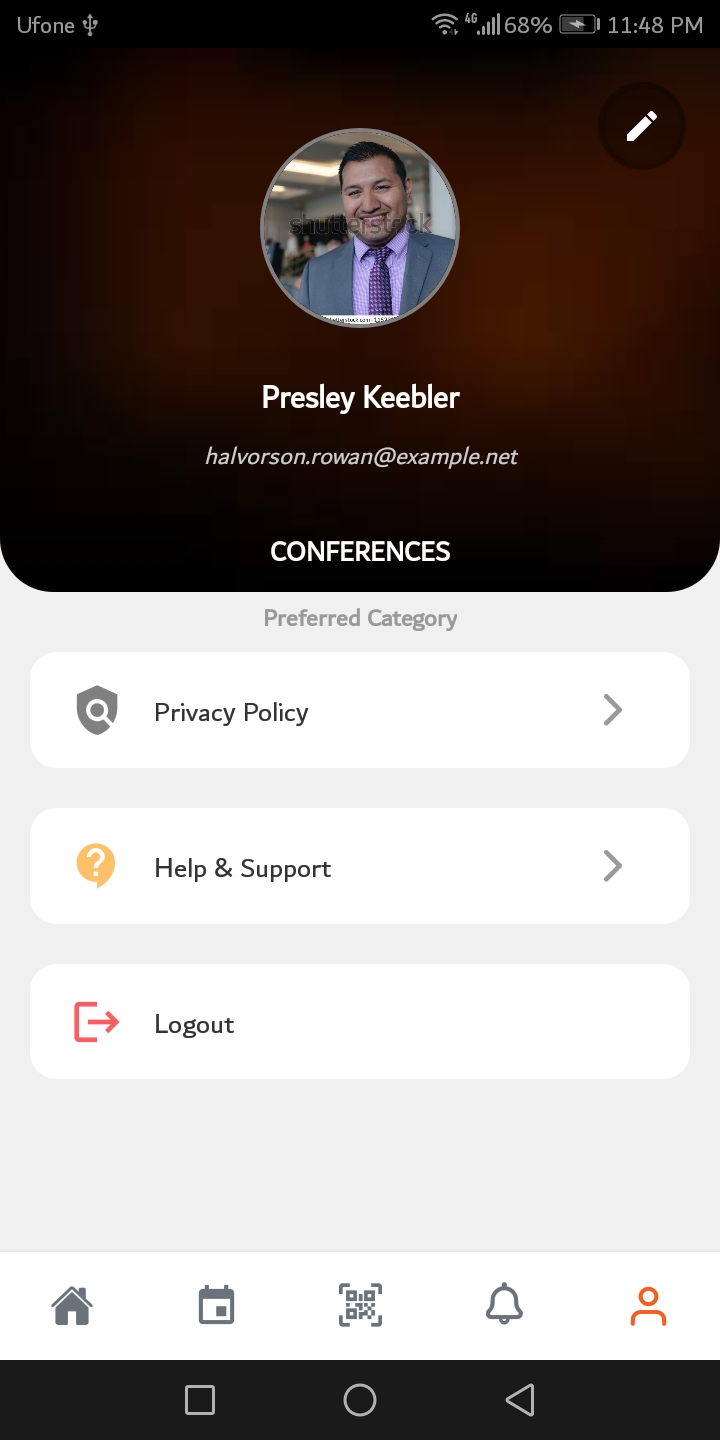 Ufone 4G 68% 11:48 PM
shutterstock
Presley Keebler
halvorson.rowan@example.net
CONFERENCES
Preferred Category
Privacy Policy
Help & Support
Logout